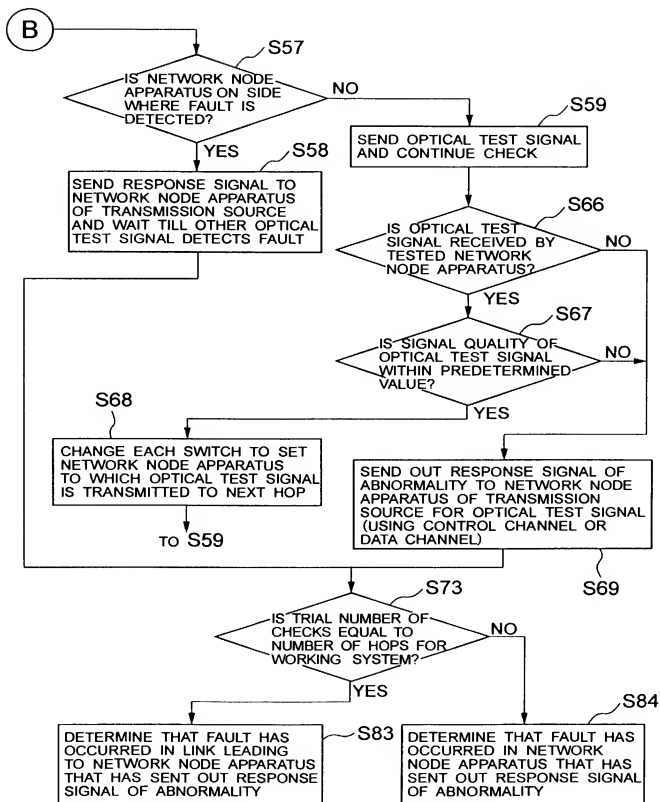 B
S57
IS NETWORK NODE
APPARATUS ON SIDE
WHERE FAULT IS
DETECTED?
NO
YES
S59
SEND OPTICAL TEST SIGNAL
AND CONTINUE CHECK
S58
SEND RESPONSE SIGNAL TO
NETWORK NODE APPARATUS
OF TRANSMISSION SOURCE
AND WAIT TILL OTHER OPTICAL
TEST SIGNAL DETECTS FAULT
S66
IS OPTICAL TEST
SIGNAL RECEIVED BY
TESTED NETWORK
NODE APPARATUS?
NO
YES
S67
IS SIGNAL QUALITY OF
OPTICAL TEST SIGNAL
WITHIN PREDETERMINED
VALUE?
NO
YES
S68
CHANGE EACH SWITCH TO SET
NETWORK NODE APPARATUS
TO WHICH OPTICAL TEST SIGNAL
IS TRANSMITTED TO NEXT HOP
TO S59
SEND OUT RESPONSE SIGNAL OF
ABNORMALITY TO NETWORK NODE
APPARATUS OF TRANSMISSION
SOURCE FOR OPTICAL TEST SIGNAL
(USING CONTROL CHANNEL OR
DATA CHANNEL)
S69
S73
IS TRIAL NUMBER OF
CHECKS EQUAL TO
NUMBER OF HOPS FOR
WORKING SYSTEM?
NO
YES
S83
DETERMINE THAT FAULT HAS
OCCURRED IN LINK LEADING
TO NETWORK NODE APPARATUS
THAT HAS SENT OUT RESPONSE
SIGNAL OF ABNORMALITY
S84
DETERMINE THAT FAULT HAS
OCCURRED IN NETWORK
NODE APPARATUS THAT HAS
SENT OUT RESPONSE SIGNAL
OF ABNORMALITY